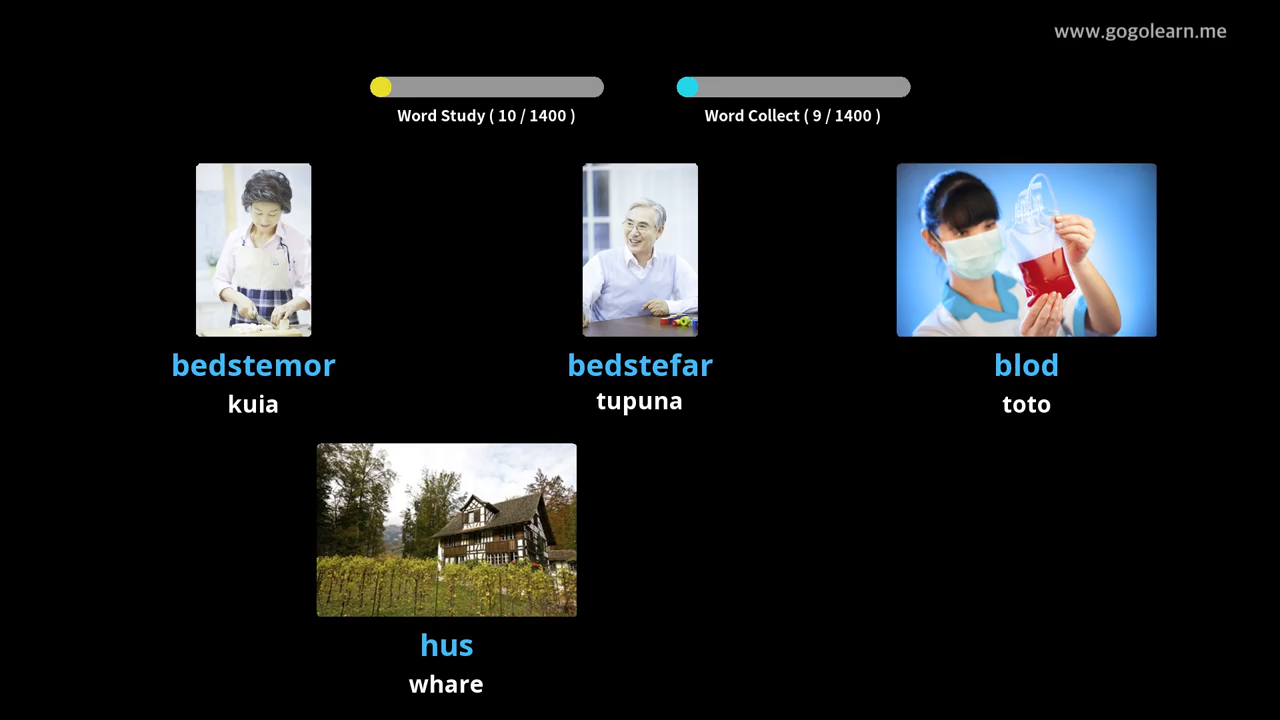 www.gogolearn.me
Word Study ( 10 / 1400 )
Word Collect ( 9 / 1400 )
bedstemor
kuia
bedstefar
tupuna
blod
toto
hus
whare